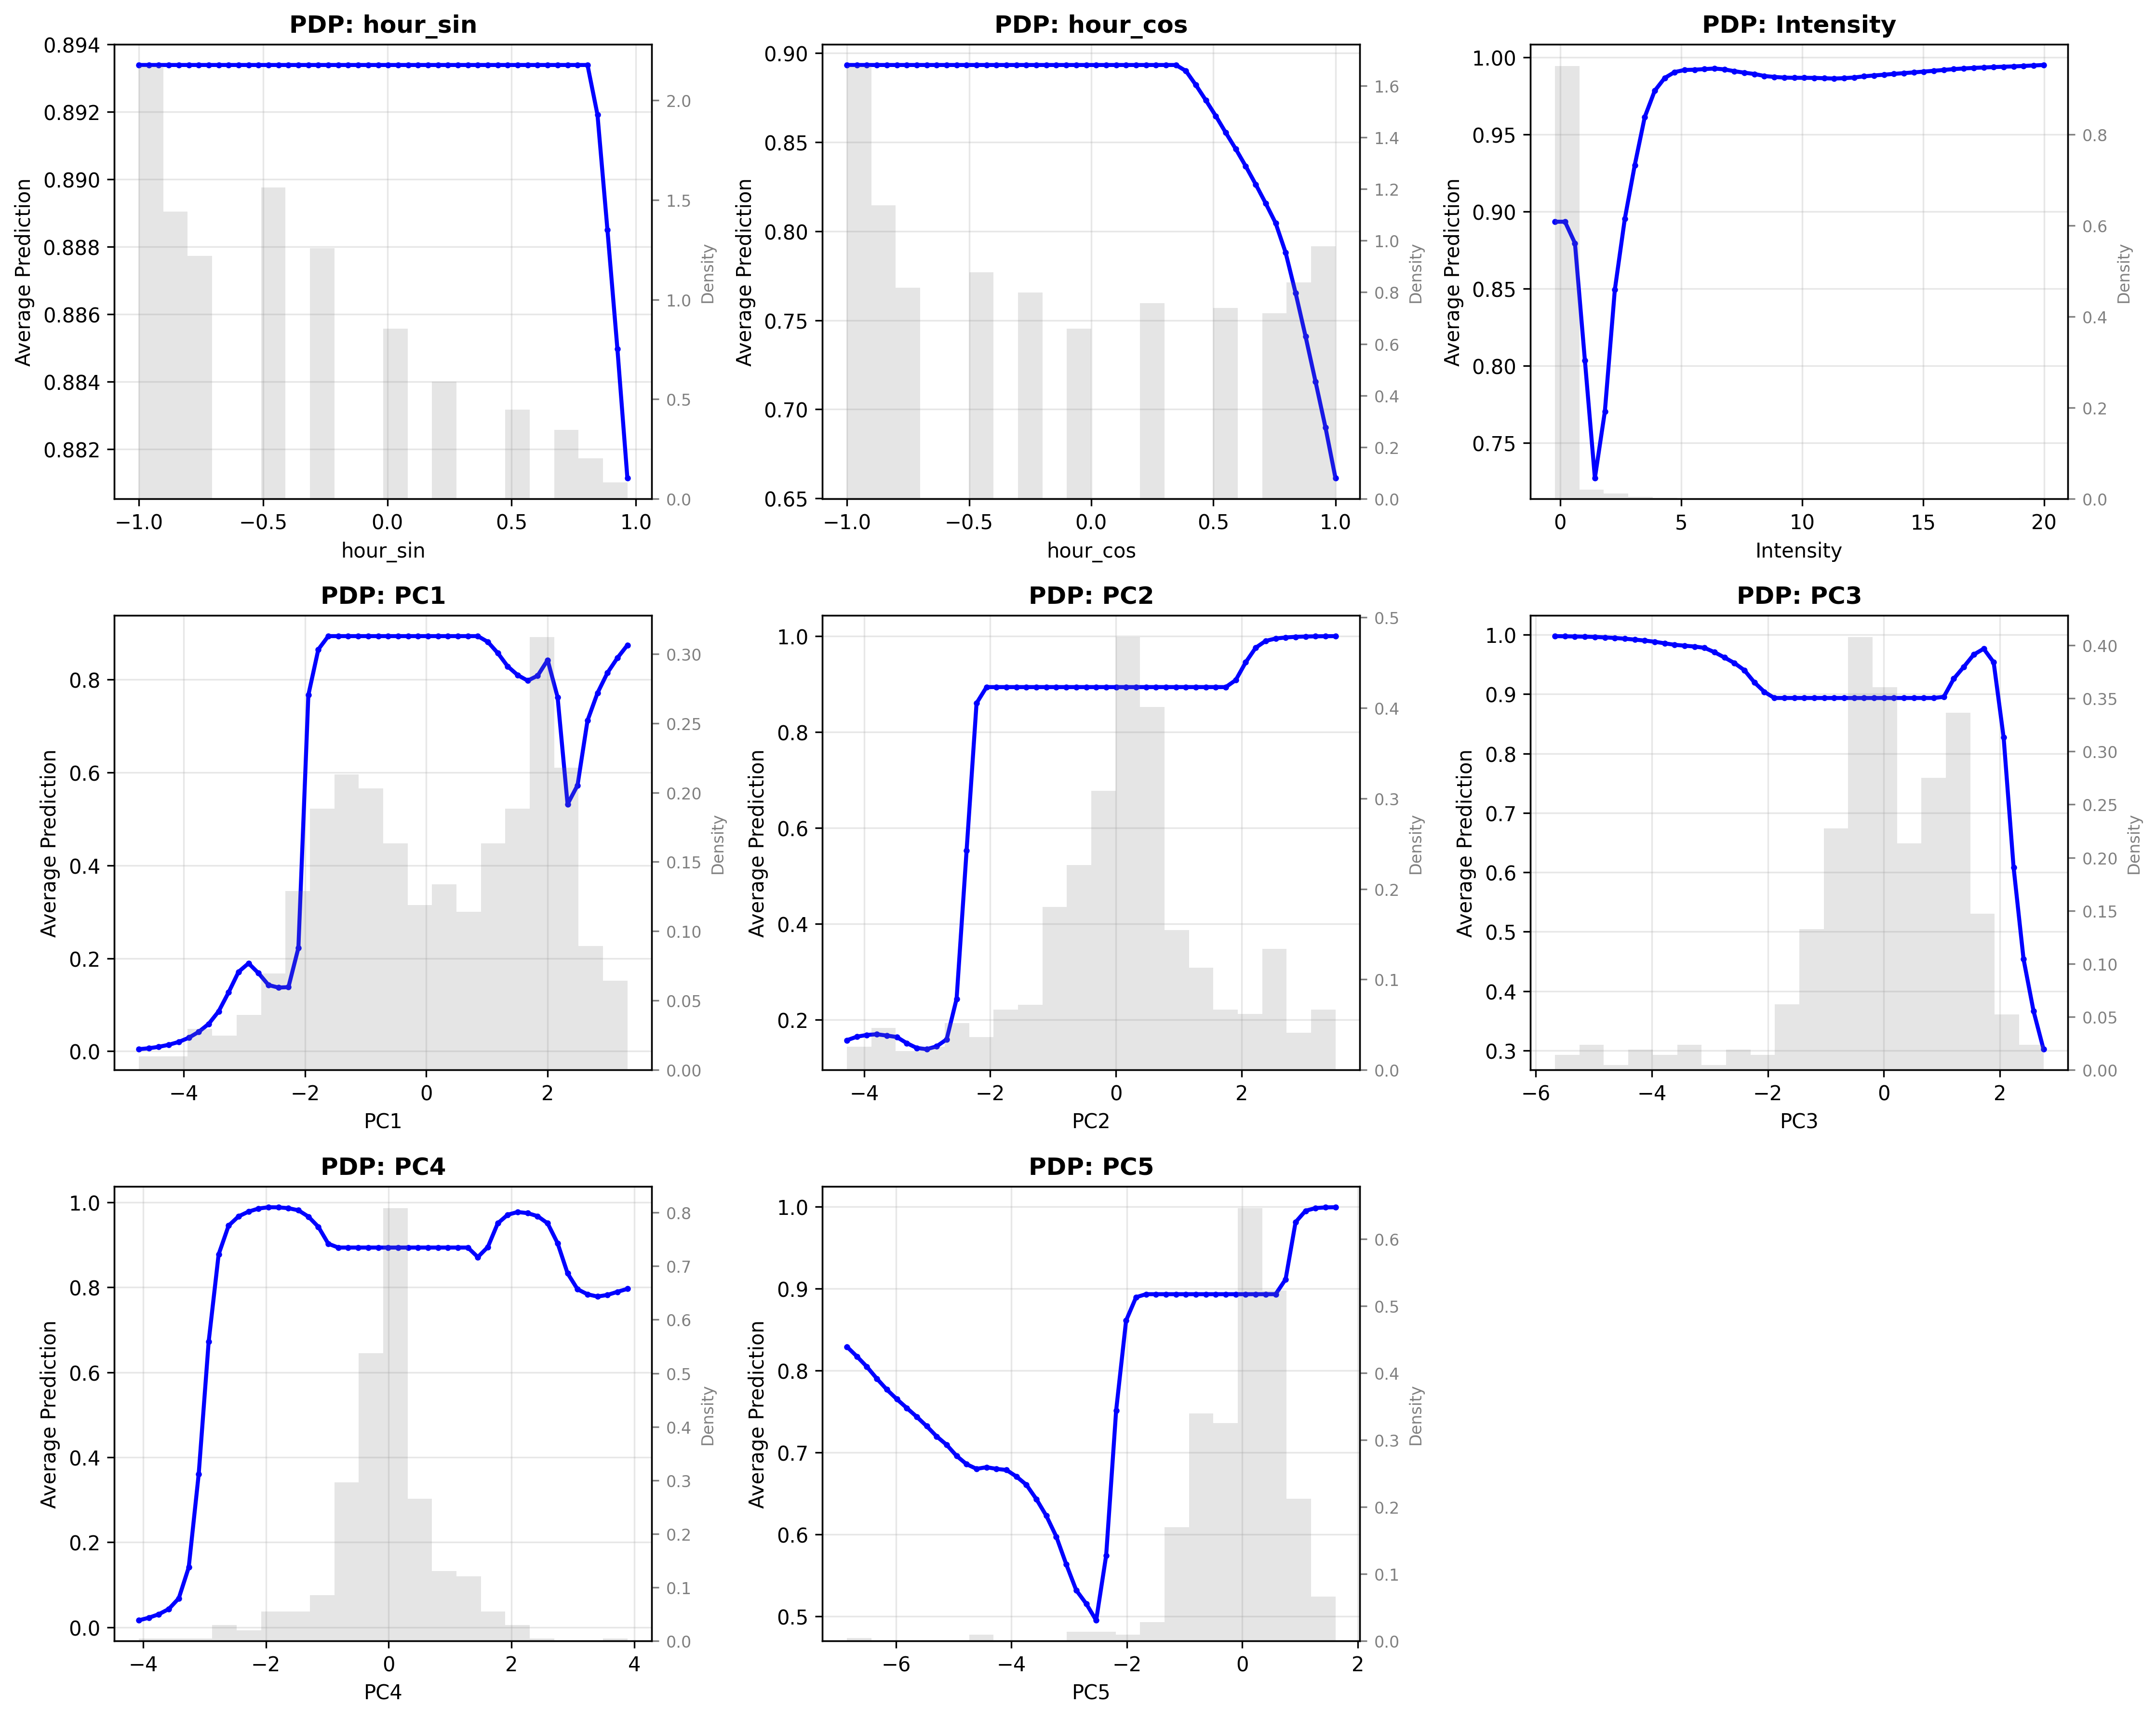 PDP: hour_sin
0.894
0.892
0.890
0.888
0.886
0.884
0.882
Average Prediction
2.0
1.5
1.0
0.5
0.0
Density
−1.0 −0.5 0.0 0.5 1.0
hour_sin
PDP: hour_cos
0.90
0.85
0.80
0.75
0.70
0.65
Average Prediction
1.6
1.4
1.2
1.0
0.8
0.6
0.4
0.2
0.0
Density
−1.0 −0.5 0.0 0.5 1.0
hour_cos
PDP: Intensity
1.00
0.95
0.90
0.85
0.80
0.75
Average Prediction
0.8
0.6
0.4
0.2
0.0
Density
0 5 10 15 20
Intensity
PDP: PC1
0.8
0.6
0.4
0.2
0.0
Average Prediction
0.30
0.25
0.20
0.15
0.10
0.05
0.00
Density
−4 −2 0 2
PC1
PDP: PC2
1.0
0.8
0.6
0.4
0.2
Average Prediction
0.5
0.4
0.3
0.2
0.1
0.0
Density
−4 −2 0 2
PC2
PDP: PC3
1.0
0.9
0.8
0.7
0.6
0.5
0.4
0.3
Average Prediction
0.40
0.35
0.30
0.25
0.20
0.15
0.10
0.05
0.00
Density
−6 −4 −2 0 2
PC3
PDP: PC4
1.0
0.8
0.6
0.4
0.2
0.0
Average Prediction
0.8
0.7
0.6
0.5
0.4
0.3
0.2
0.1
0.0
Density
−4 −2 0 2 4
PC4
PDP: PC5
1.0
0.9
0.8
0.7
0.6
0.5
Average Prediction
0.6
0.5
0.4
0.3
0.2
0.1
0.0
Density
−6 −4 −2 0 2
PC5